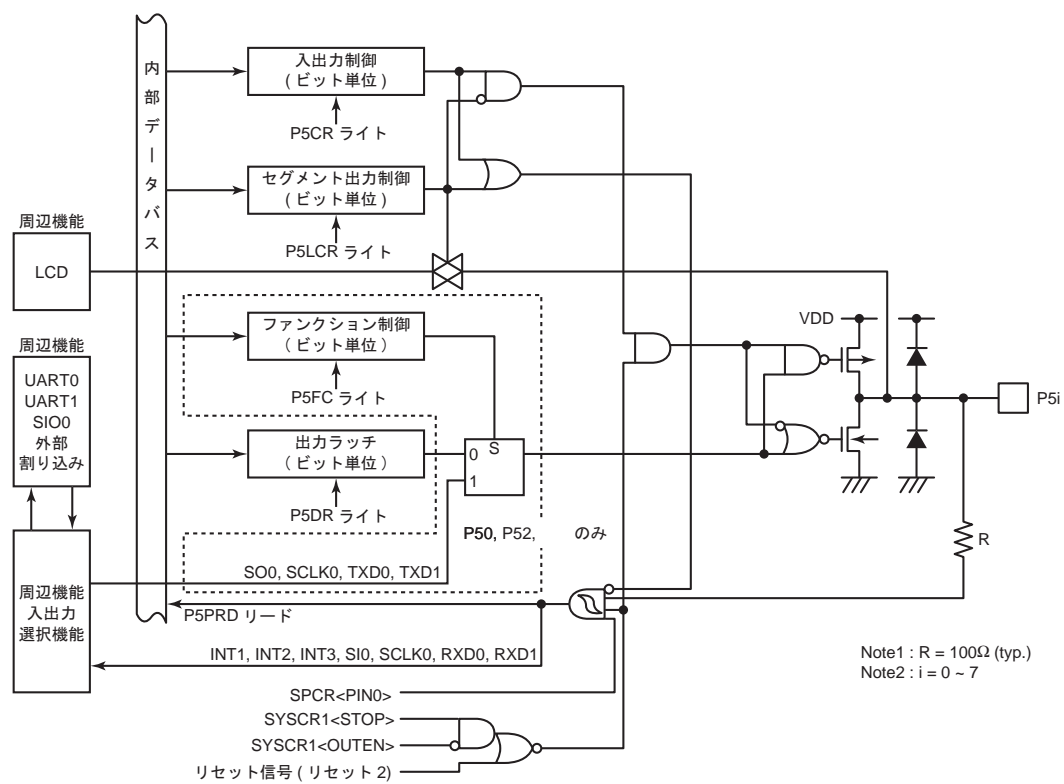 内部データバス
入出力制御
( ビット単位 )
P5CR ライト
セグメント出力制御
(ビット単位 )
P5LCR ライト
周辺機能
LCD
ファンクション制御
(ビット単位 )
P5FC ライト
周辺機能
UART0
UART1
SIO0
外部
割り込み
出力ラッチ
(ビット単位 )
P5DR ライト
0
S
1
P50, P52,
のみ
VDD
P5i
R
SO0, SCLK0, TXD0, TXD1
周辺機能
入出力
選択機能
P5PRD リード
INT1, INT2, INT3, SI0, SCLK0, RXD0, RXD1
Note1 : R = 100Ω (typ.)
Note2 : i = 0 ~ 7
SPCR<PIN0>
SYSCR1<STOP>
SYSCR1<OUTEN>
リセット信号 ( リセット 2)